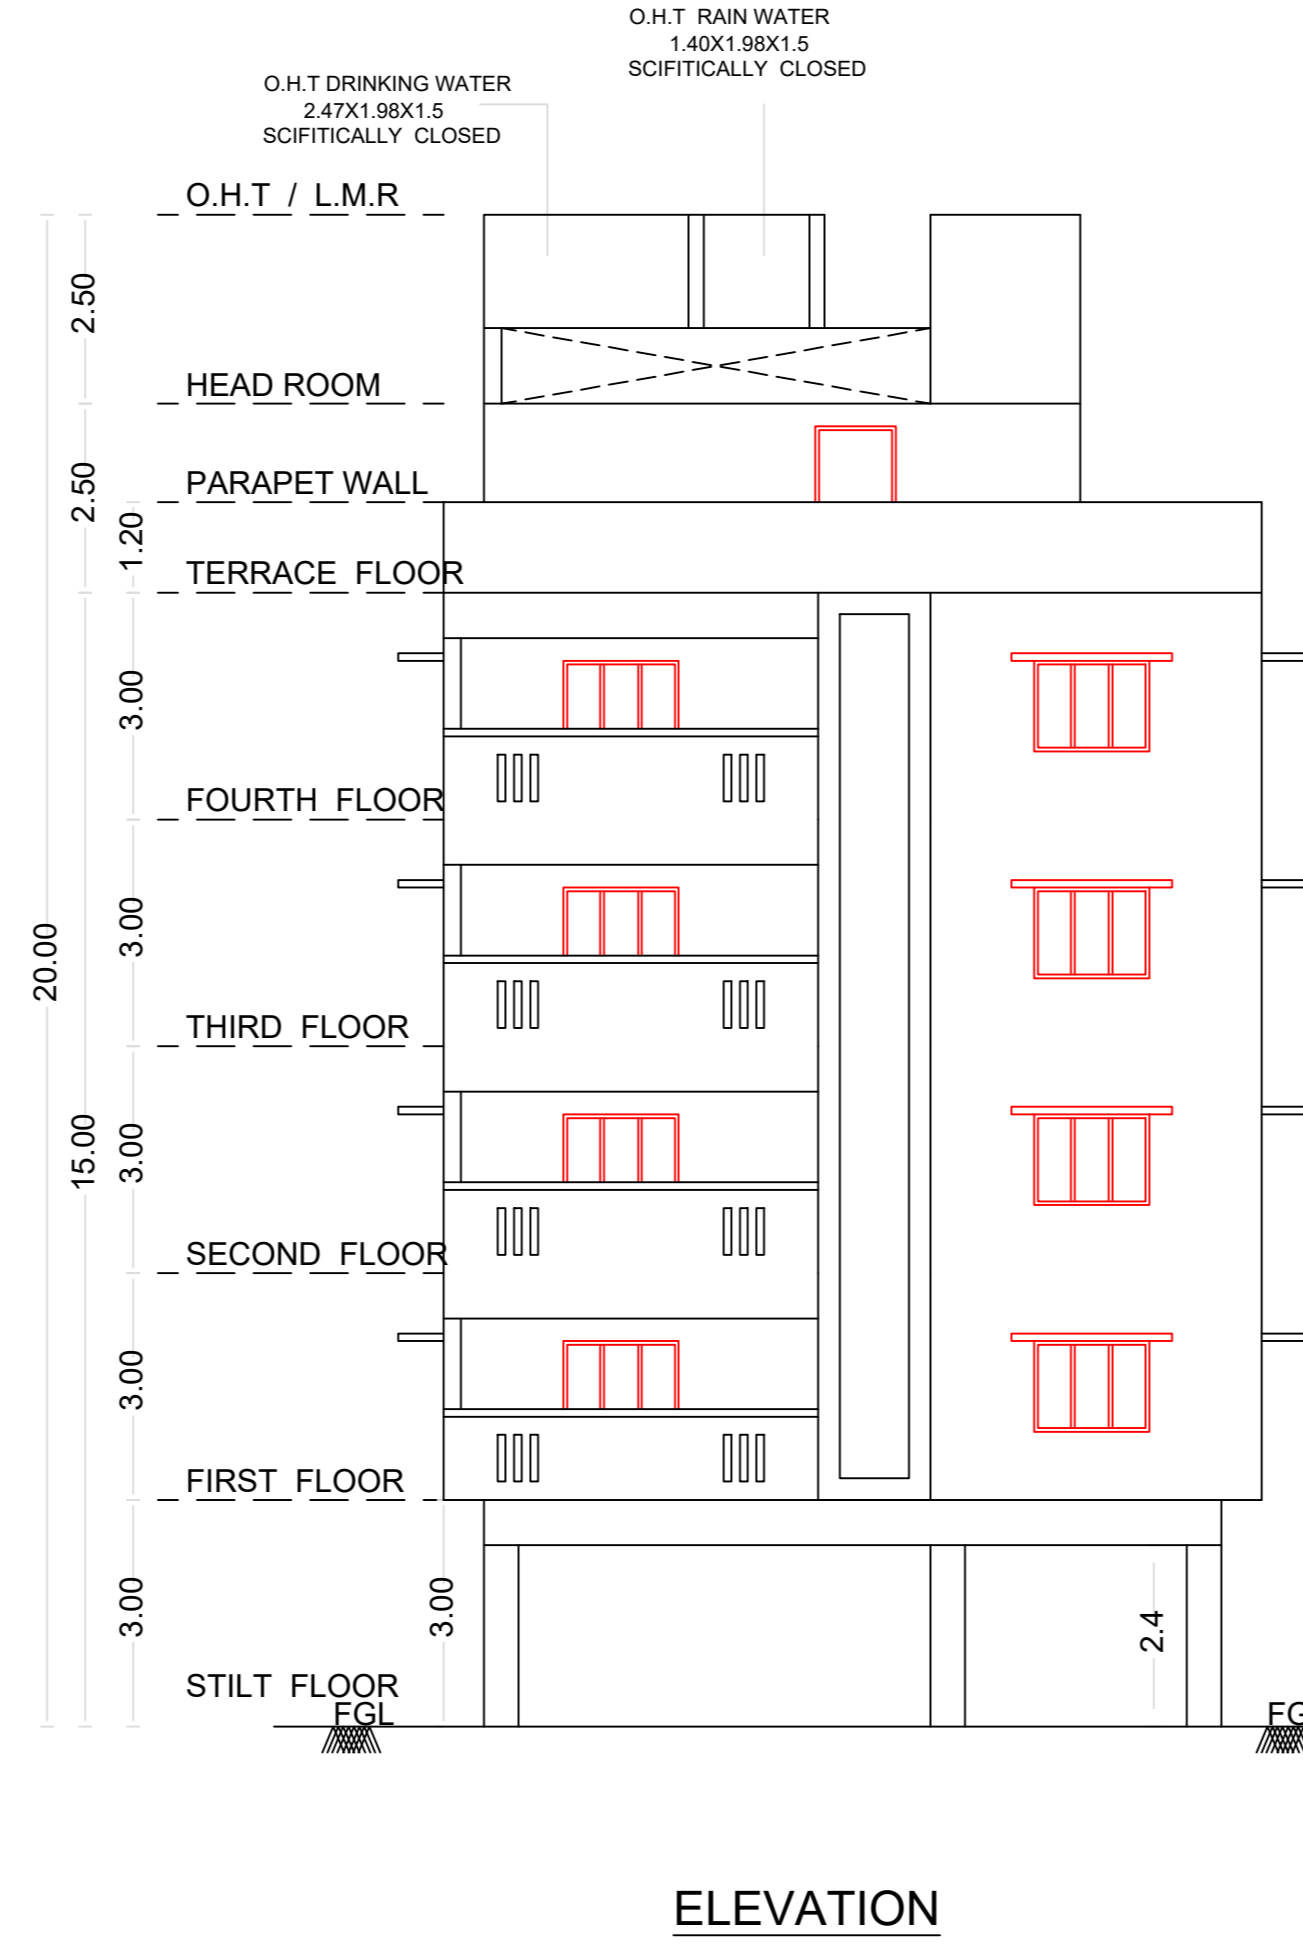 O.H.T  RAIN WATER
1.40X1.98X1.5
SCIFITICALLY  CLOSED
O.H.T DRINKING WATER
2.47X1.98X1.5
SCIFITICALLY  CLOSED
O.H.T  /  L.M.R
2.50
HEAD ROOM
2.50
PARAPET WALL
1.20
TERRACE  FLOOR
3.00
FOURTH  FLOOR
3.00
20.00
THIRD  FLOOR
15.00
3.00
SECOND  FLOOR
3.00
FIRST  FLOOR
3.00
3.00
2.4
STILT  FLOOR
FGL
FG
ELEVATION